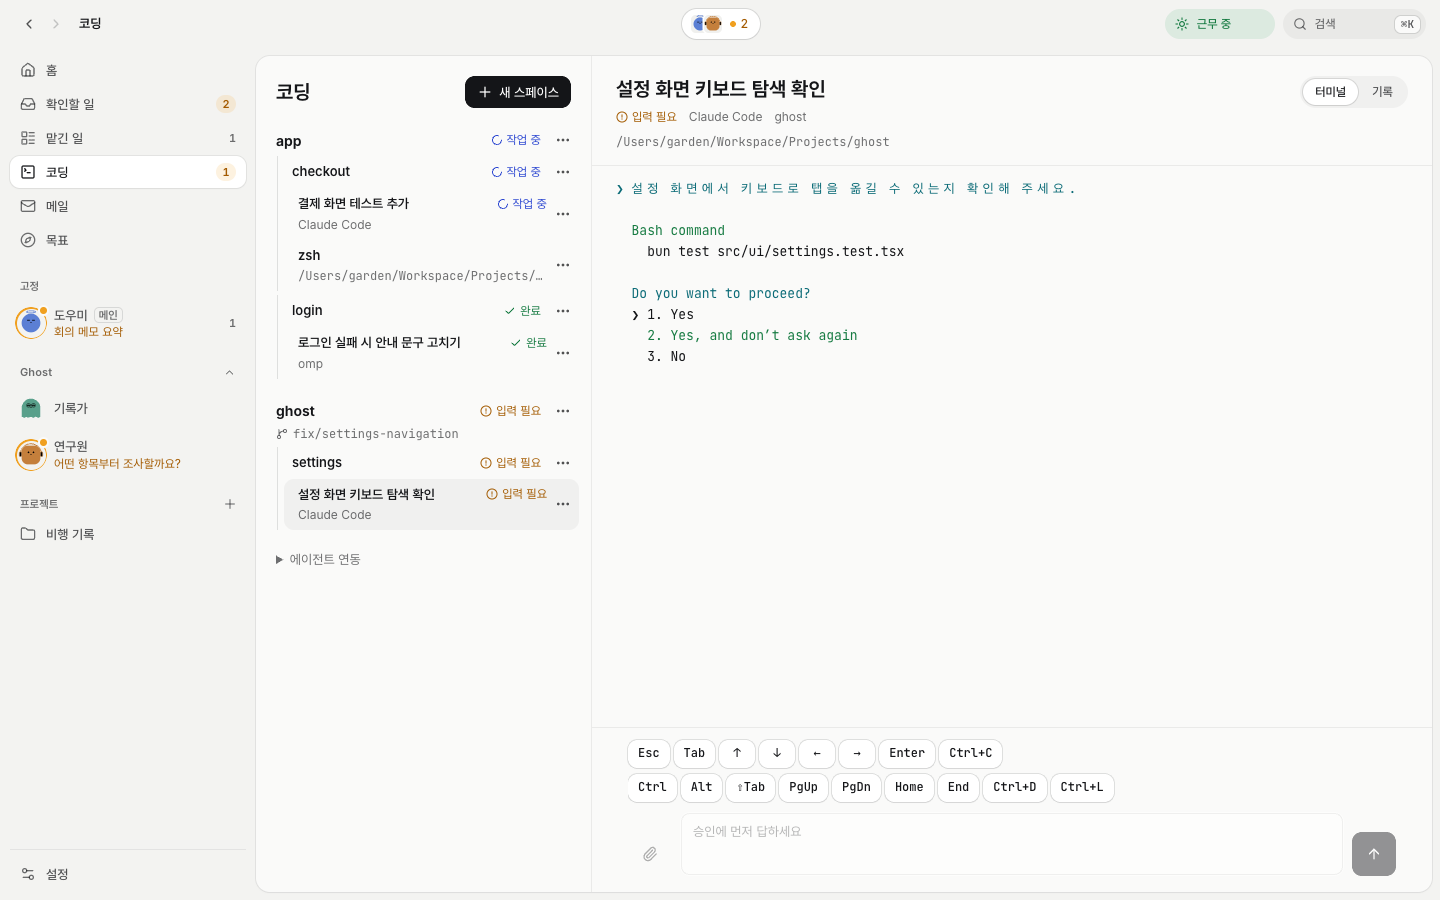 코딩
2
근무 중
검색
⌘K
홈
확인할 일
2
맡긴 일
1
코딩
1
메일
목표
고정
도우미
메인
회의 메모 요약
1
Ghost
기록가
연구원
어떤 항목부터 조사할까요?
프로젝트
비행 기록
설정
코딩
새 스페이스
app
작업 중
checkout
작업 중
결제 화면 테스트 추가
작업 중
Claude Code
zsh
/Users/garden/Workspace/Projects/…
login
완료
로그인 실패 시 안내 문구 고치기
완료
omp
ghost
입력 필요
fix/settings-navigation
settings
입력 필요
설정 화면 키보드 탐색 확인
입력 필요
Claude Code
에이전트 연동
설정 화면 키보드 탐색 확인
입력 필요 Claude Code ghost
/Users/garden/Workspace/Projects/ghost
터미널
기록
❯ 설정 화면에서 키보드로 탭을 옮길 수 있는지 확인해 주세요.
Bash command
bun test src/ui/settings.test.tsx
Do you want to proceed?
❯ 1. Yes
2. Yes, and don’t ask again
3. No
Esc Tab ↑ ↓ ← → Enter Ctrl+C
Ctrl Alt ⇧Tab PgUp PgDn Home End Ctrl+D Ctrl+L
승인에 먼저 답하세요